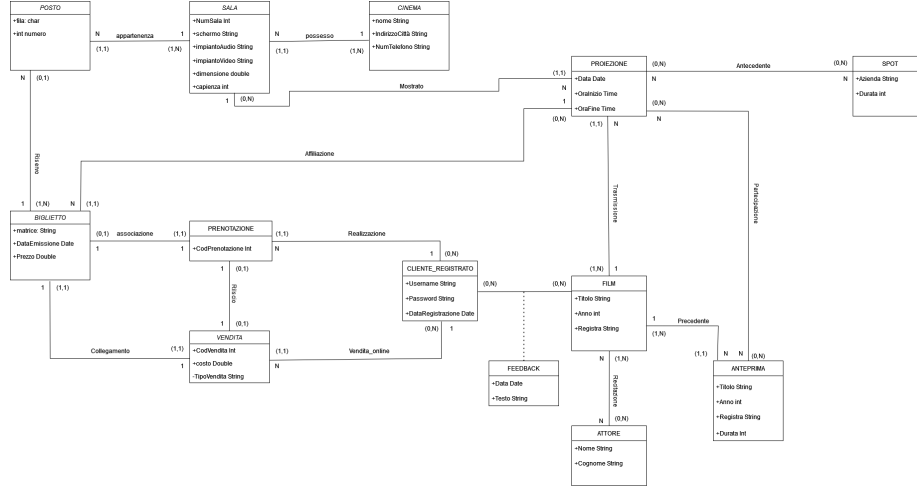 POSTO
+fila: char
+int numero
N
(1,1)
appartenenza
1
(1,N)
SALA
+NumSala Int
+schermo String
+impiantoAudio String
+impiantoVideo String
+dimensione double
+capienza int
N
(1,1)
possesso
1
(1,N)
CINEMA
+nome String
+IndirizzoCittà String
+NumTelefono String
1
(0,N)
Mostrato
(1,1)
N
PROIEZIONE
+Data Date
+OraInizio Time
+OraFine Time
(0,N)
N
Antecedente
(0,N)
N
SPOT
+Azienda String
+Durata int
N
(0,1)
1
(1,N)
1
(0,N)
Affiliazione
N
(1,1)
(1,1)
N
Trasmissione
(1,N)
1
(0,N)
N
Partecipazione
N
(0,N)
BIGLIETTO
+matrice: String
+DataEmissione Date
+Prezzo Double
(0,1)
1
associazione
(1,1)
1
PRENOTAZIONE
+CodPrenotazione Int
(1,1)
N
Realizzazione
1
(0,N)
CLIENTE_REGISTRATO
+Username String
+Password String
+DataRegistrazione Date
(0,N)
(0,N)
FILM
+Titolo String
+Anno int
+Registra String
1
(1,N)
Precedente
(1,1)
N
ANTEPRIMA
+Titolo String
+Anno int
+Registra String
+Durata Int
1
(0,1)
1
(0,1)
VENDITA
+CodVendita Int
+costo Double
-TipoVendita String
1
(1,1)
Collegamento
(1,1)
1
(1,1)
N
Vendita_online
(0,N)
1
FEEDBACK
+Data Date
+Testo String
N
(1,N)
Recitazione
N
(0,N)
ATTORE
+Nome String
+Cognome String